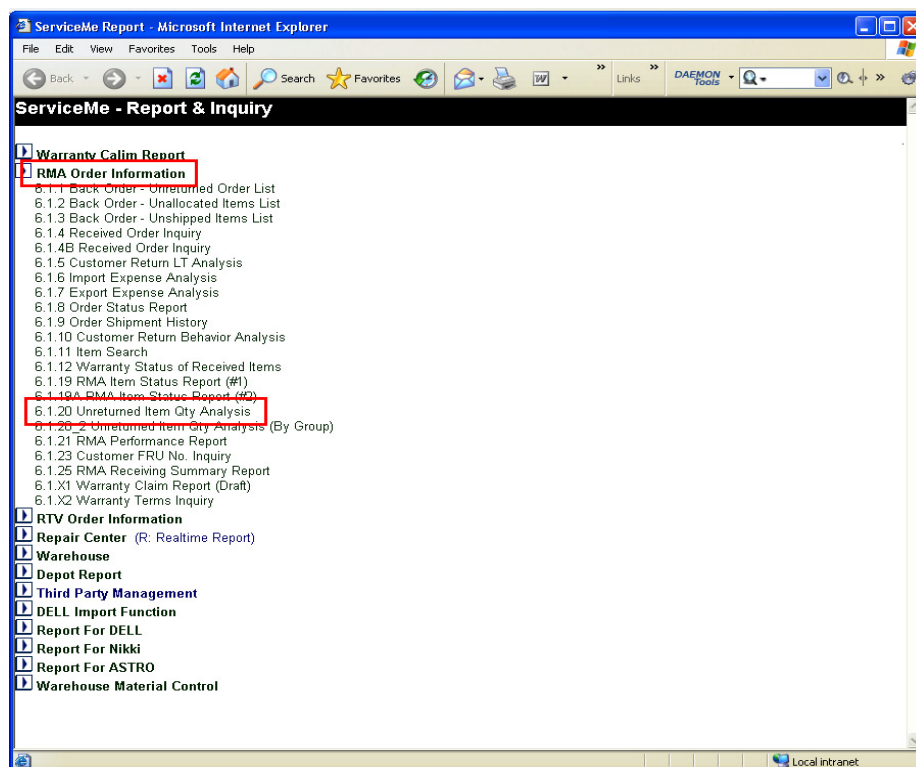 ServiceMe Report - Microsoft Internet Explorer
File Edit View Favorites Tools Help
Back Search Favorites W Links DAEMON Tools Q
ServiceMe - Report & Inquiry
Warranty Calim Report
RMA Order Information
6.1.1 Back Order - Unreturned Order List
6.1.2 Back Order - Unallocated Items List
6.1.3 Back Order - Unshipped Items List
6.1.4 Received Order Inquiry
6.1.4B Received Order Inquiry
6.1.5 Customer Return LT Analysis
6.1.6 Import Expense Analysis
6.1.7 Export Expense Analysis
6.1.8 Order Status Report
6.1.9 Order Shipment History
6.1.10 Customer Return Behavior Analysis
6.1.11 Item Search
6.1.12 Warranty Status of Received Items
6.1.19 RMA Item Status Report (#1)
6.1.19A RMA Item Status Report (#2)
6.1.20 Unreturned Item Qty Analysis
6.1.20_2 Unreturned Item Qty Analysis (By Group)
6.1.21 RMA Performance Report
6.1.23 Customer FRU No. Inquiry
6.1.25 RMA Receiving Summary Report
6.1.X1 Warranty Claim Report (Draft)
6.1.X2 Warranty Terms Inquiry
RTV Order Information
Repair Center (R: Realtime Report)
Warehouse
Depot Report
Third Party Management
DELL Import Function
Report For DELL
Report For Nikki
Report For ASTRO
Warehouse Material Control
Local intranet